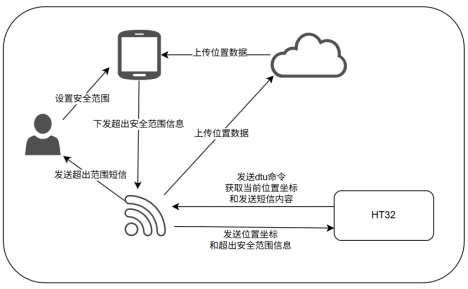 上传位置数据
设置安全范围
下发超出安全范围信息
上传位置数据
发送超出范围短信
发送dtu命令
获取当前位置坐标
和发送短信内容
HT32
发送位置坐标
和超出安全范围信息